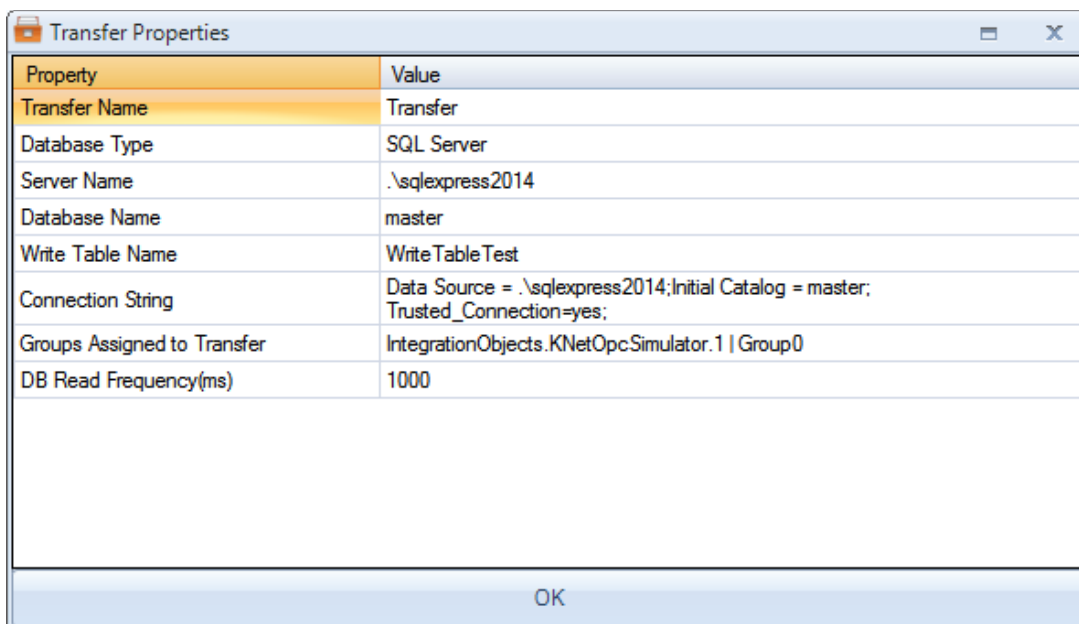 Transfer Properties
Property Value
Transfer Name Transfer
Database Type SQL Server
Server Name .\sqlexpress2014
Database Name master
Write Table Name WriteTableTest
Connection String Data Source = .\sqlexpress2014;Initial Catalog = master;
Trusted_Connection=yes;
Groups Assigned to Transfer IntegrationObjects.KNetOpcSimulator.1 | Group0
DB Read Frequency(ms) 1000
OK